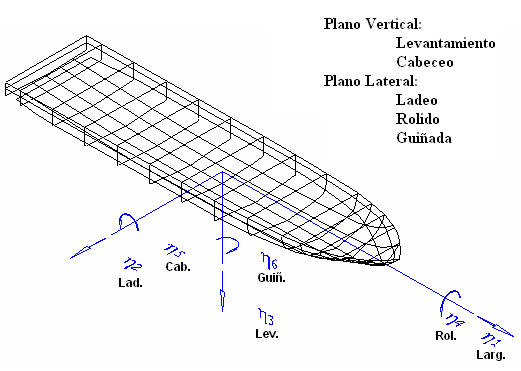 Plano Vertical:
Levantamiento
Cabeceo
Plano Lateral:
Ladeo
Rolido
Guiñada
η5
Cab.
η2
Lad.
η6
Guiñ.
η3
Lev.
η4
Rol.
η1
Larg.